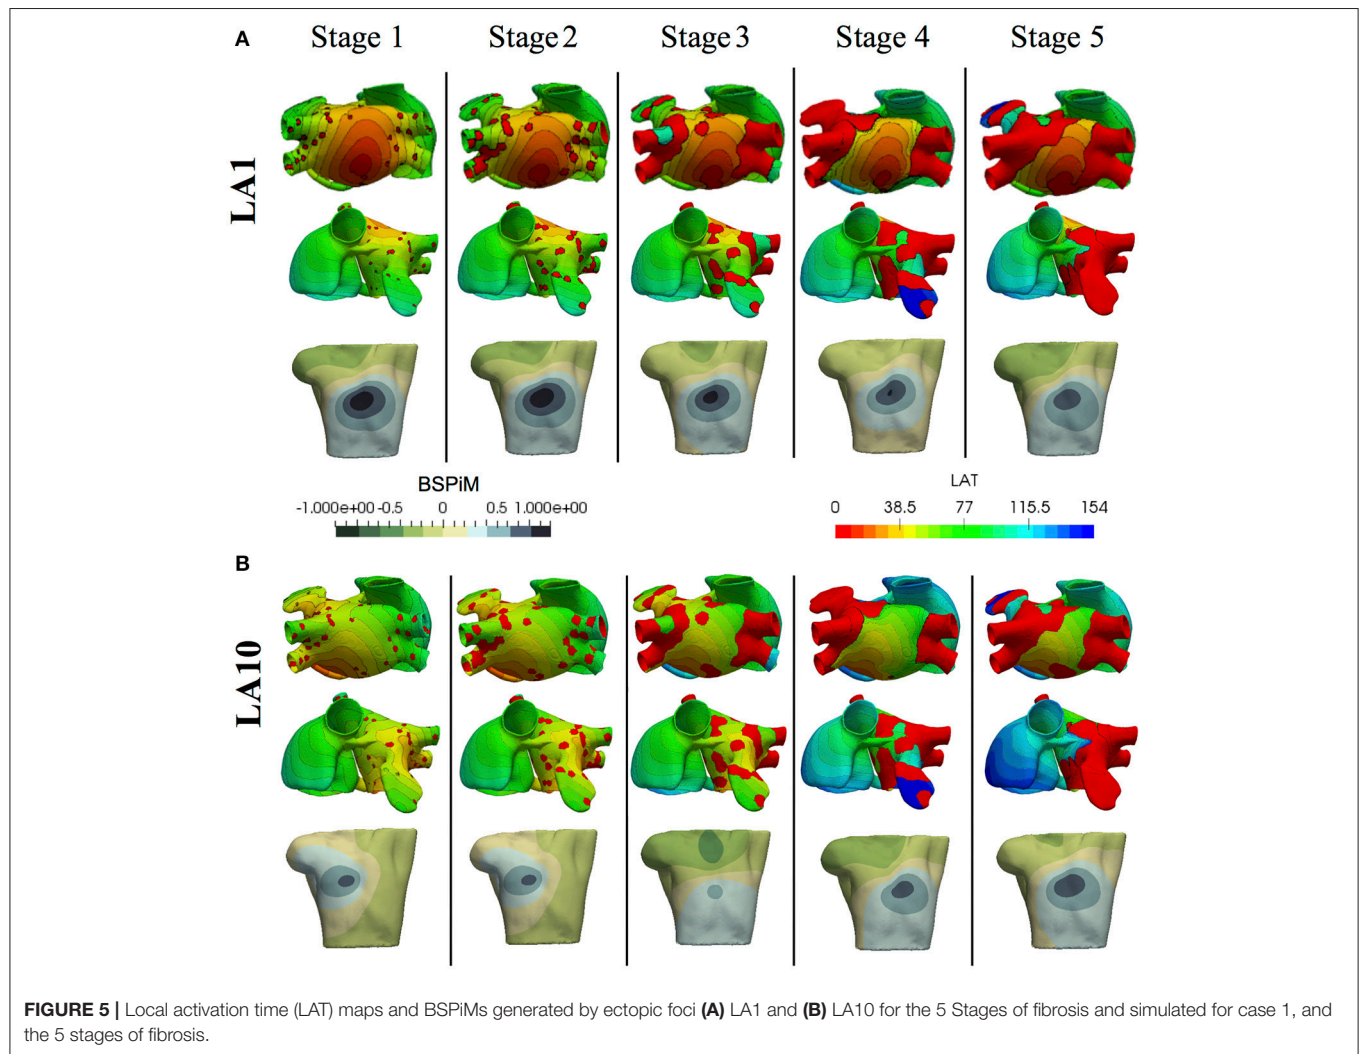 A
Stage 1
Stage 2
Stage 3
Stage 4
Stage 5
LA1
BSPiM
-1.000e+00 -0.5 0 0.5 1.000e+00
LAT
0 38.5 77 115.5 154
B
LA10
FIGURE 5 | Local activation time (LAT) maps and BSPiMs generated by ectopic foci (A) LA1 and (B) LA10 for the 5 Stages of fibrosis and simulated for case 1, and
the 5 stages of fibrosis.